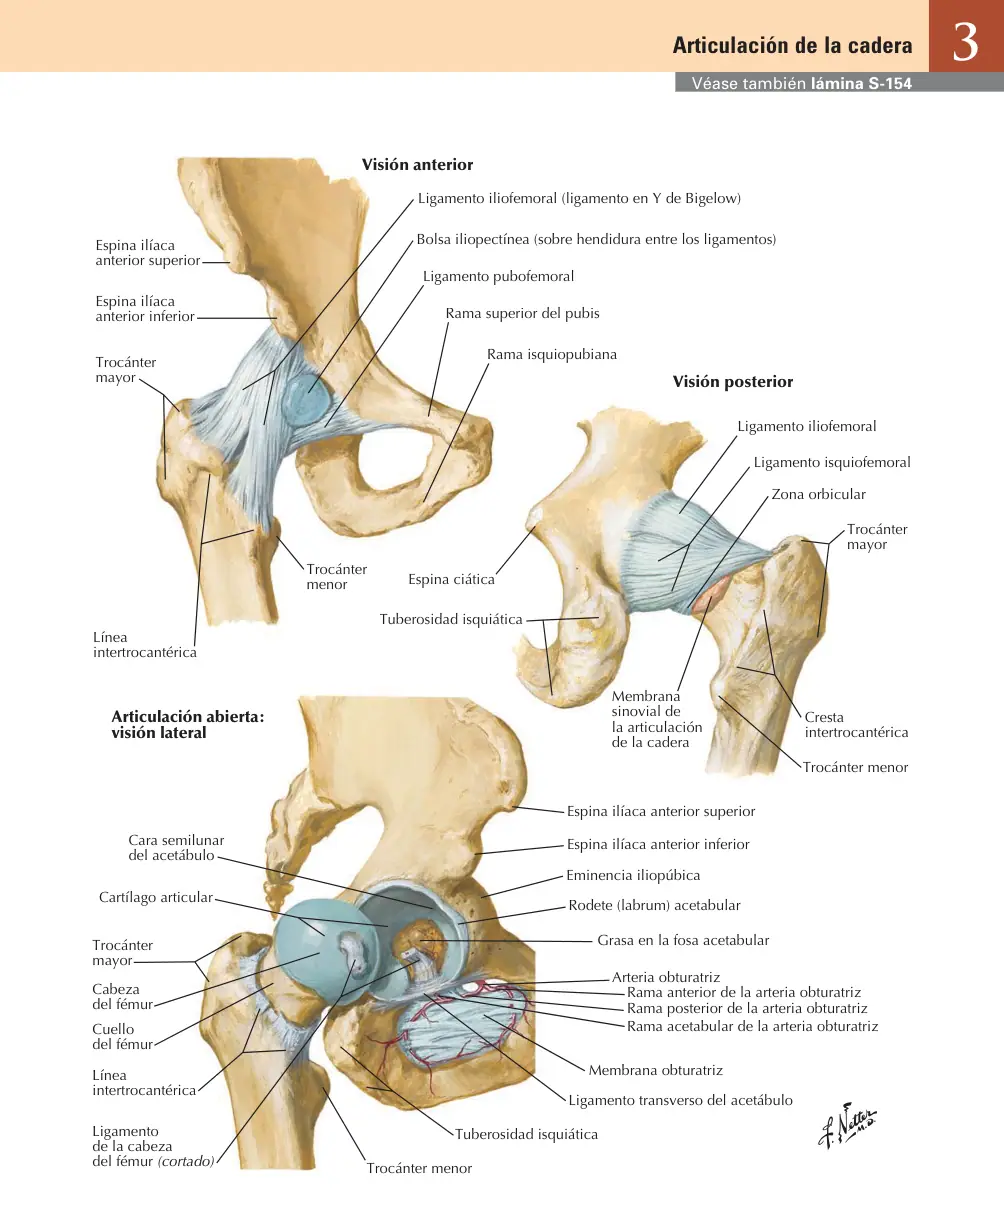 Articulación de la cadera
3
Véase también lámina S-154
Visión anterior
Ligamento iliofemoral (ligamento en Y de Bigelow)
Bolsa iliopectínea (sobre hendidura entre los ligamentos)
Espina ilíaca
anterior superior
Ligamento pubofemoral
Espina ilíaca
anterior inferior
Rama superior del pubis
Rama isquiopubiana
Trocánter
mayor
Trocánter
menor
Línea
intertrocantérica
Visión posterior
Ligamento iliofemoral
Ligamento isquiofemoral
Zona orbicular
Trocánter
mayor
Espina ciática
Tuberosidad isquiática
Membrana
sinovial de
la articulación
de la cadera
Cresta
intertrocantérica
Trocánter menor
Articulación abierta:
visión lateral
Espina ilíaca anterior superior
Cara semilunar
del acetábulo
Espina ilíaca anterior inferior
Eminencia iliopúbica
Cartílago articular
Rodete (labrum) acetabular
Grasa en la fosa acetabular
Trocánter
mayor
Arteria obturatriz
Rama anterior de la arteria obturatriz
Rama posterior de la arteria obturatriz
Rama acetabular de la arteria obturatriz
Cabeza
del fémur
Cuello
del fémur
Membrana obturatriz
Línea
intertrocantérica
Ligamento transverso del acetábulo
Ligamento
de la cabeza
del fémur (cortado)
Tuberosidad isquiática
Trocánter menor
F. Netter
M.D.